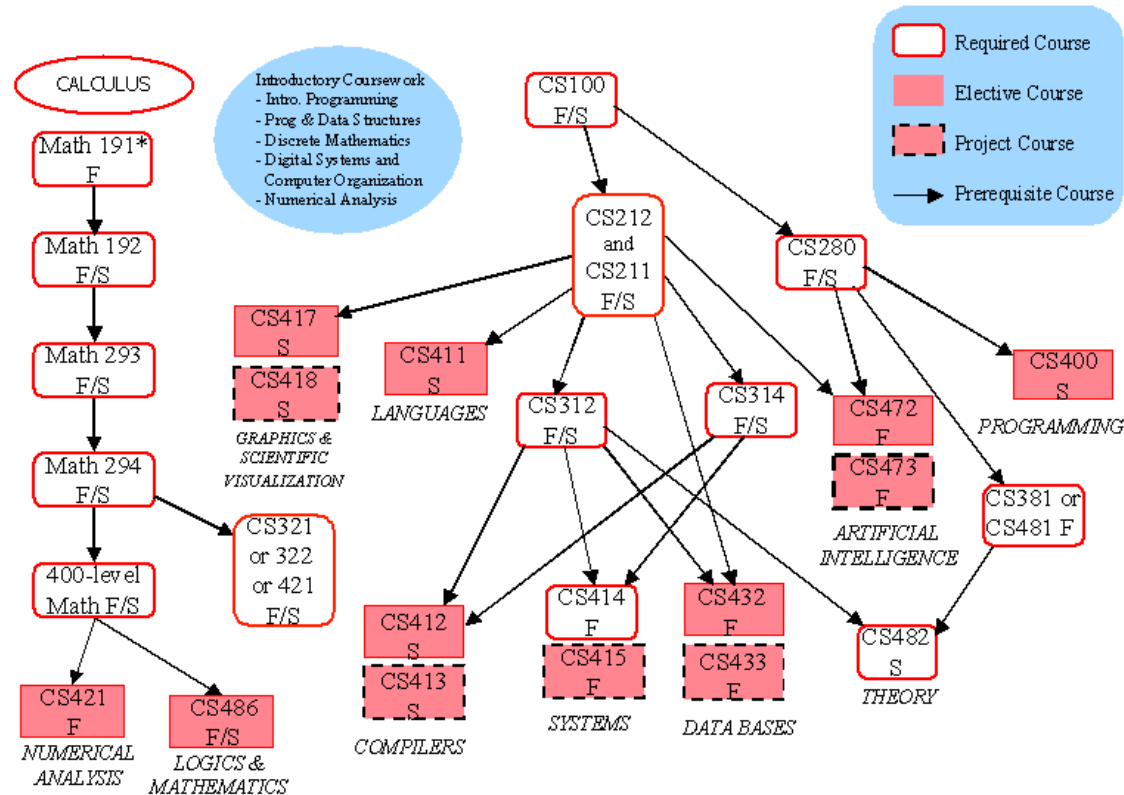 CALCULUS
Math 191*
F
Math 192
F/S
Math 293
F/S
Math 294
F/S
400-level
Math F/S
CS421
F
NUMERICAL
ANALYSIS
CS486
F/S
LOGICS &
MATHEMATICS
CS321
or 322
or 421
F/S
Introductory Coursework
- Intro. Programming
- Prog & Data Structures
- Discrete Mathematics
- Digital Systems and
Computer Organization
- Numerical Analysis
CS100
F/S
CS212
and
CS211
F/S
CS280
F/S
CS417
S
CS418
S
GRAPHICS &
SCIENTIFIC
VISUALIZATION
CS411
S
LANGUAGES
CS312
F/S
CS314
F/S
CS472
F
CS473
F
ARTIFICIAL
INTELLIGENCE
CS400
S
PROGRAMMING
CS381 or
CS481 F
CS412
S
CS413
S
COMPILERS
CS414
F
CS415
F
SYSTEMS
CS432
F
CS433
F
DATA BASES
CS482
S
THEORY
Required Course
Elective Course
Project Course
Prerequisite Course